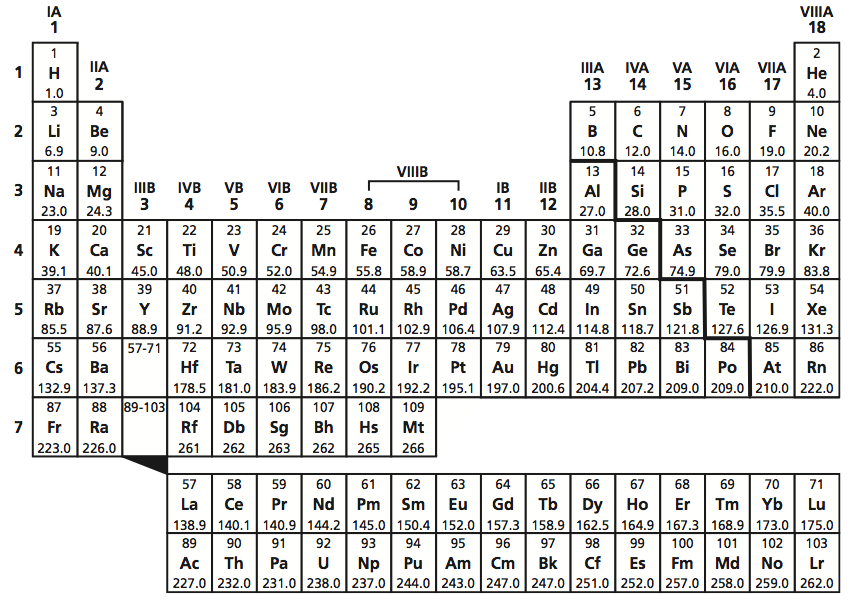 IA VIIIA
1 18
1 2
1 H IIA IIIA IVA VA VIA VIIA He
1.0 2 13 14 15 16 17 4.0
3 4 5 6 7 8 9 10
2 Li Be B C N O F Ne
6.9 9.0 10.8 12.0 14.0 16.0 19.0 20.2
11 12 VIIIB 13 14 15 16 17 18
3 Na Mg IIIB IVB VB VIB VIIB IB IIB Al Si P S Cl Ar
23.0 24.3 3 4 5 6 7 8 9 10 11 12 27.0 28.0 31.0 32.0 35.5 40.0
19 20 21 22 23 24 25 26 27 28 29 30 31 32 33 34 35 36
4 K Ca Sc Ti V Cr Mn Fe Co Ni Cu Zn Ga Ge As Se Br Kr
39.1 40.1 45.0 48.0 50.9 52.0 54.9 55.8 58.9 58.7 63.5 65.4 69.7 72.6 74.9 79.0 79.9 83.8
37 38 39 40 41 42 43 44 45 46 47 48 49 50 51 52 53 54
5 Rb Sr Y Zr Nb Mo Tc Ru Rh Pd Ag Cd In Sn Sb Te I Xe
85.5 87.6 88.9 91.2 92.9 95.9 98.0 101.1 102.9 106.4 107.9 112.4 114.8 118.7 121.8 127.6 126.9 131.3
55 56 57-71 72 73 74 75 76 77 78 79 80 81 82 83 84 85 86
6 Cs Ba Hf Ta W Re Os Ir Pt Au Hg Tl Pb Bi Po At Rn
132.9 137.3 178.5 181.0 183.9 186.2 190.2 192.2 195.1 197.0 200.6 204.4 207.2 209.0 209.0 210.0 222.0
87 88 89-103 104 105 106 107 108 109
7 Fr Ra Rf Db Sg Bh Hs Mt
223.0 226.0 261 262 263 262 265 266
57 58 59 60 61 62 63 64 65 66 67 68 69 70 71
La Ce Pr Nd Pm Sm Eu Gd Tb Dy Ho Er Tm Yb Lu
138.9 140.1 140.9 144.2 145.0 150.4 152.0 157.3 158.9 162.5 164.9 167.3 168.9 173.0 175.0
89 90 91 92 93 94 95 96 97 98 99 100 101 102 103
Ac Th Pa U Np Pu Am Cm Bk Cf Es Fm Md No Lr
227.0 232.0 231.0 238.0 237.0 244.0 243.0 247.0 247.0 251.0 252.0 257.0 258.0 259.0 262.0